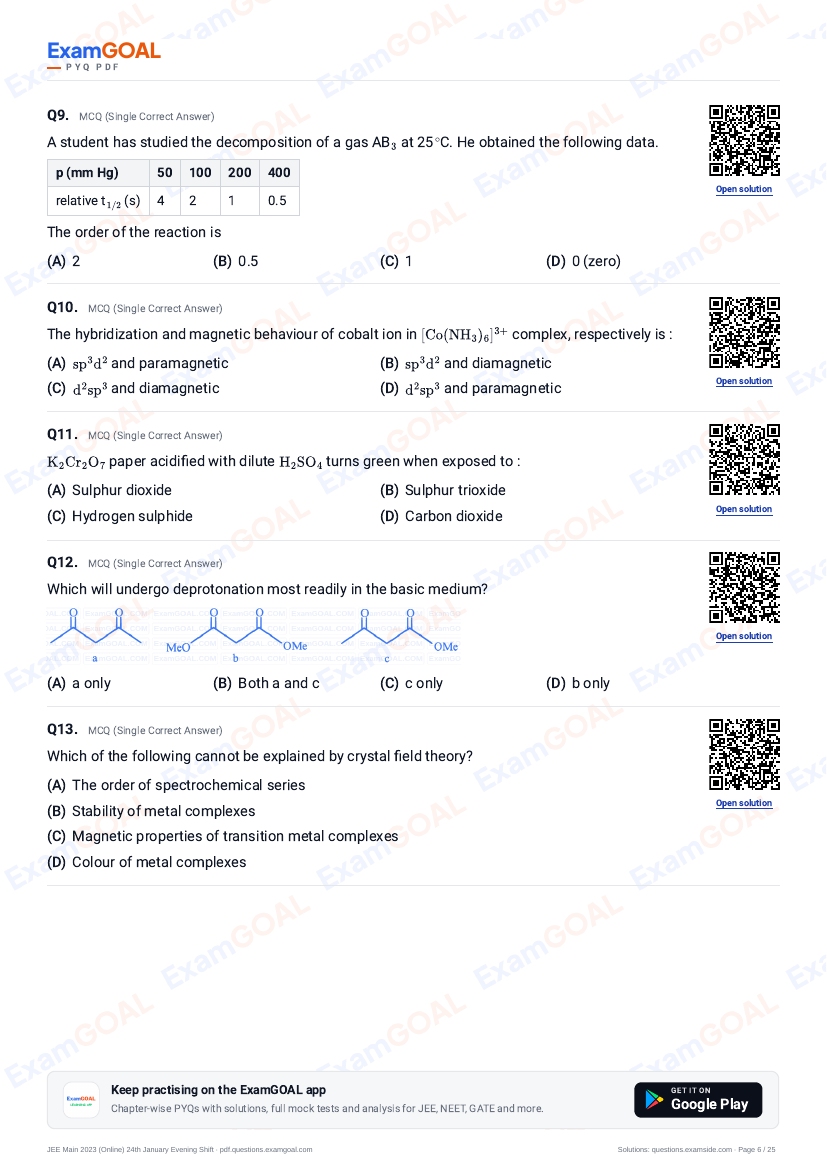 ExamGOAL
PYQ PDF
Q9. MCQ (Single Correct Answer)
A student has studied the decomposition of a gas AB₃ at 25°C. He obtained the following data.
p (mm Hg) 50 100 200 400
relative t₁/₂ (s) 4 2 1 0.5
The order of the reaction is
(A) 2 (B) 0.5 (C) 1 (D) 0 (zero)
Open solution
Q10. MCQ (Single Correct Answer)
The hybridization and magnetic behaviour of cobalt ion in [Co(NH₃)₆]³⁺ complex, respectively is :
(A) sp³d² and paramagnetic (B) sp³d² and diamagnetic
(C) d²sp³ and diamagnetic (D) d²sp³ and paramagnetic
Open solution
Q11. MCQ (Single Correct Answer)
K₂Cr₂O₇ paper acidified with dilute H₂SO₄ turns green when exposed to :
(A) Sulphur dioxide (B) Sulphur trioxide
(C) Hydrogen sulphide (D) Carbon dioxide
Open solution
Q12. MCQ (Single Correct Answer)
Which will undergo deprotonation most readily in the basic medium?
O O O O O O
MeO OMe OMe
a b c
(A) a only (B) Both a and c (C) c only (D) b only
Open solution
Q13. MCQ (Single Correct Answer)
Which of the following cannot be explained by crystal field theory?
(A) The order of spectrochemical series
(B) Stability of metal complexes
(C) Magnetic properties of transition metal complexes
(D) Colour of metal complexes
Open solution
Keep practising on the ExamGOAL app
Chapter-wise PYQs with solutions, full mock tests and analysis for JEE, NEET, GATE and more.
GET IT ON
Google Play
JEE Main 2023 (Online) 24th January Evening Shift · pdf.questions.examgoal.com
Solutions: questions.examside.com · Page 6 / 25